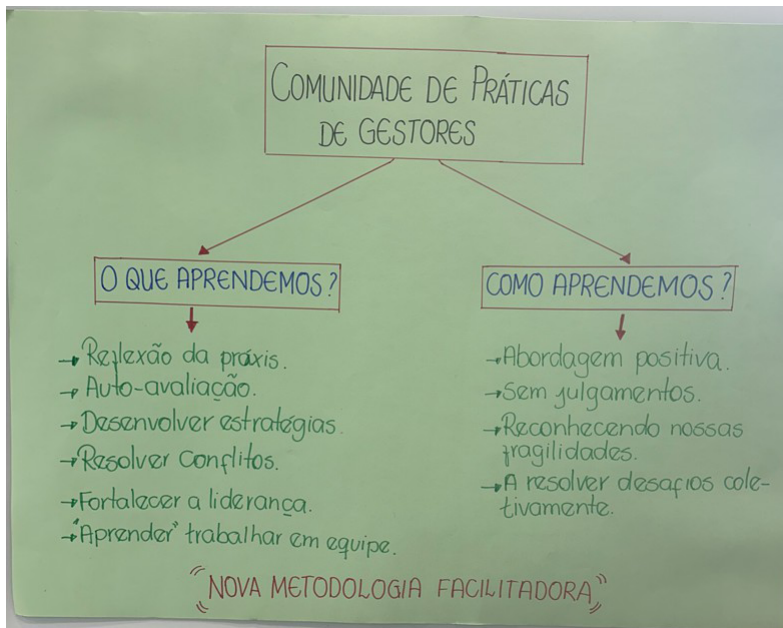 COMUNIDADE DE PRÁTICAS
DE GESTORES
O QUE APRENDEMOS?
→ Reflexão da práxis.
→ Auto-avaliação.
→ Desenvolver estratégias.
→ Resolver conflitos.
→ Fortalecer a liderança.
→ "Aprender" trabalhar em equipe.
COMO APRENDEMOS?
→ Abordagem positiva.
→ Sem julgamentos.
→ Reconhecendo nossas
fragilidades.
→ A resolver desafios cole-
tivamente.
"NOVA METODOLOGIA FACILITADORA"